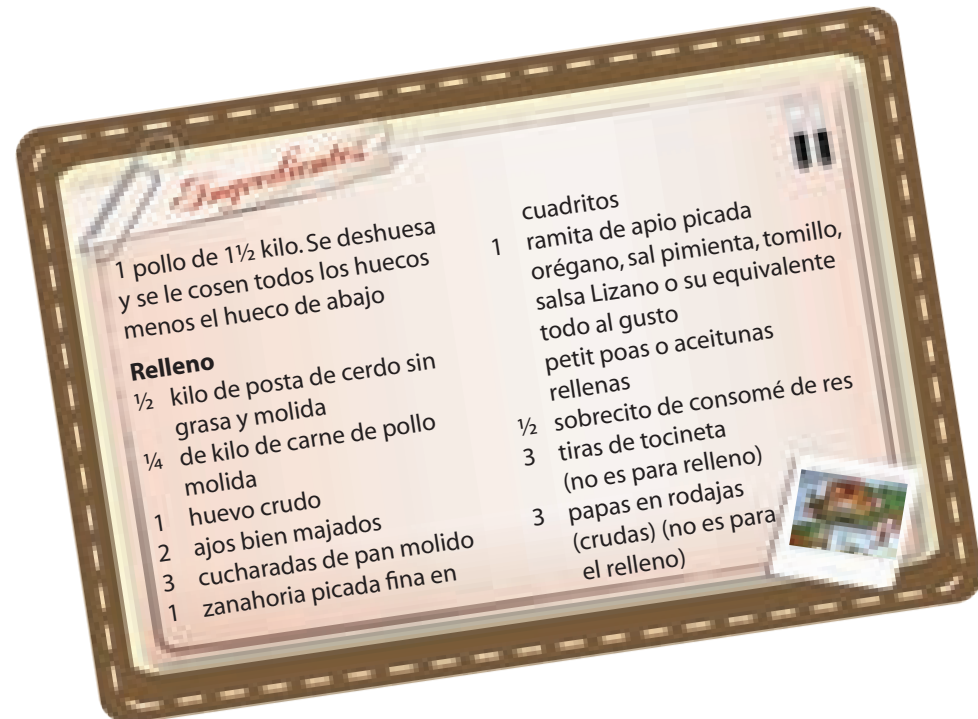 Ingredientes
1 pollo de 1½ kilo. Se deshuesa
y se le cosen todos los huecos
menos el hueco de abajo
Relleno
½ kilo de posta de cerdo sin
grasa y molida
¼ de kilo de carne de pollo
molida
1 huevo crudo
2 ajos bien majados
3 cucharadas de pan molido
1 zanahoria picada fina en
cuadritos
1 ramita de apio picada
orégano, sal pimienta, tomillo,
salsa Lizano o su equivalente
todo al gusto
petit poas o aceitunas
rellenas
½ sobrecito de consomé de res
3 tiras de tocineta
(no es para relleno)
3 papas en rodajas
(crudas) (no es para
el relleno)